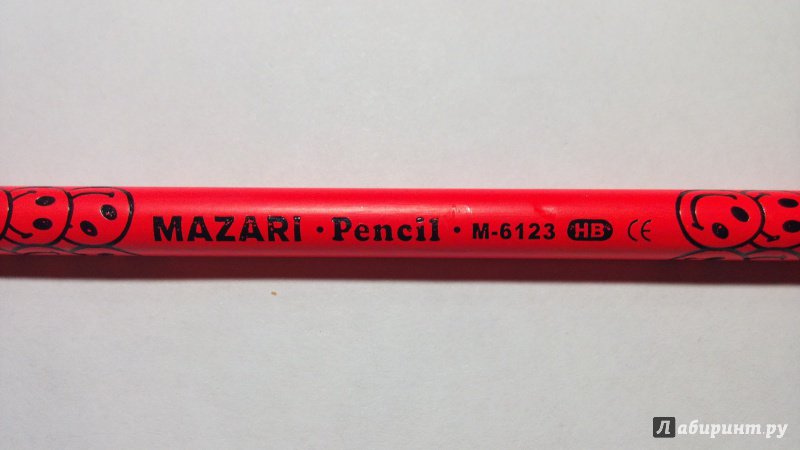 MAZARi · Pencil · M-6123 HB CE
Лабиринт.ру